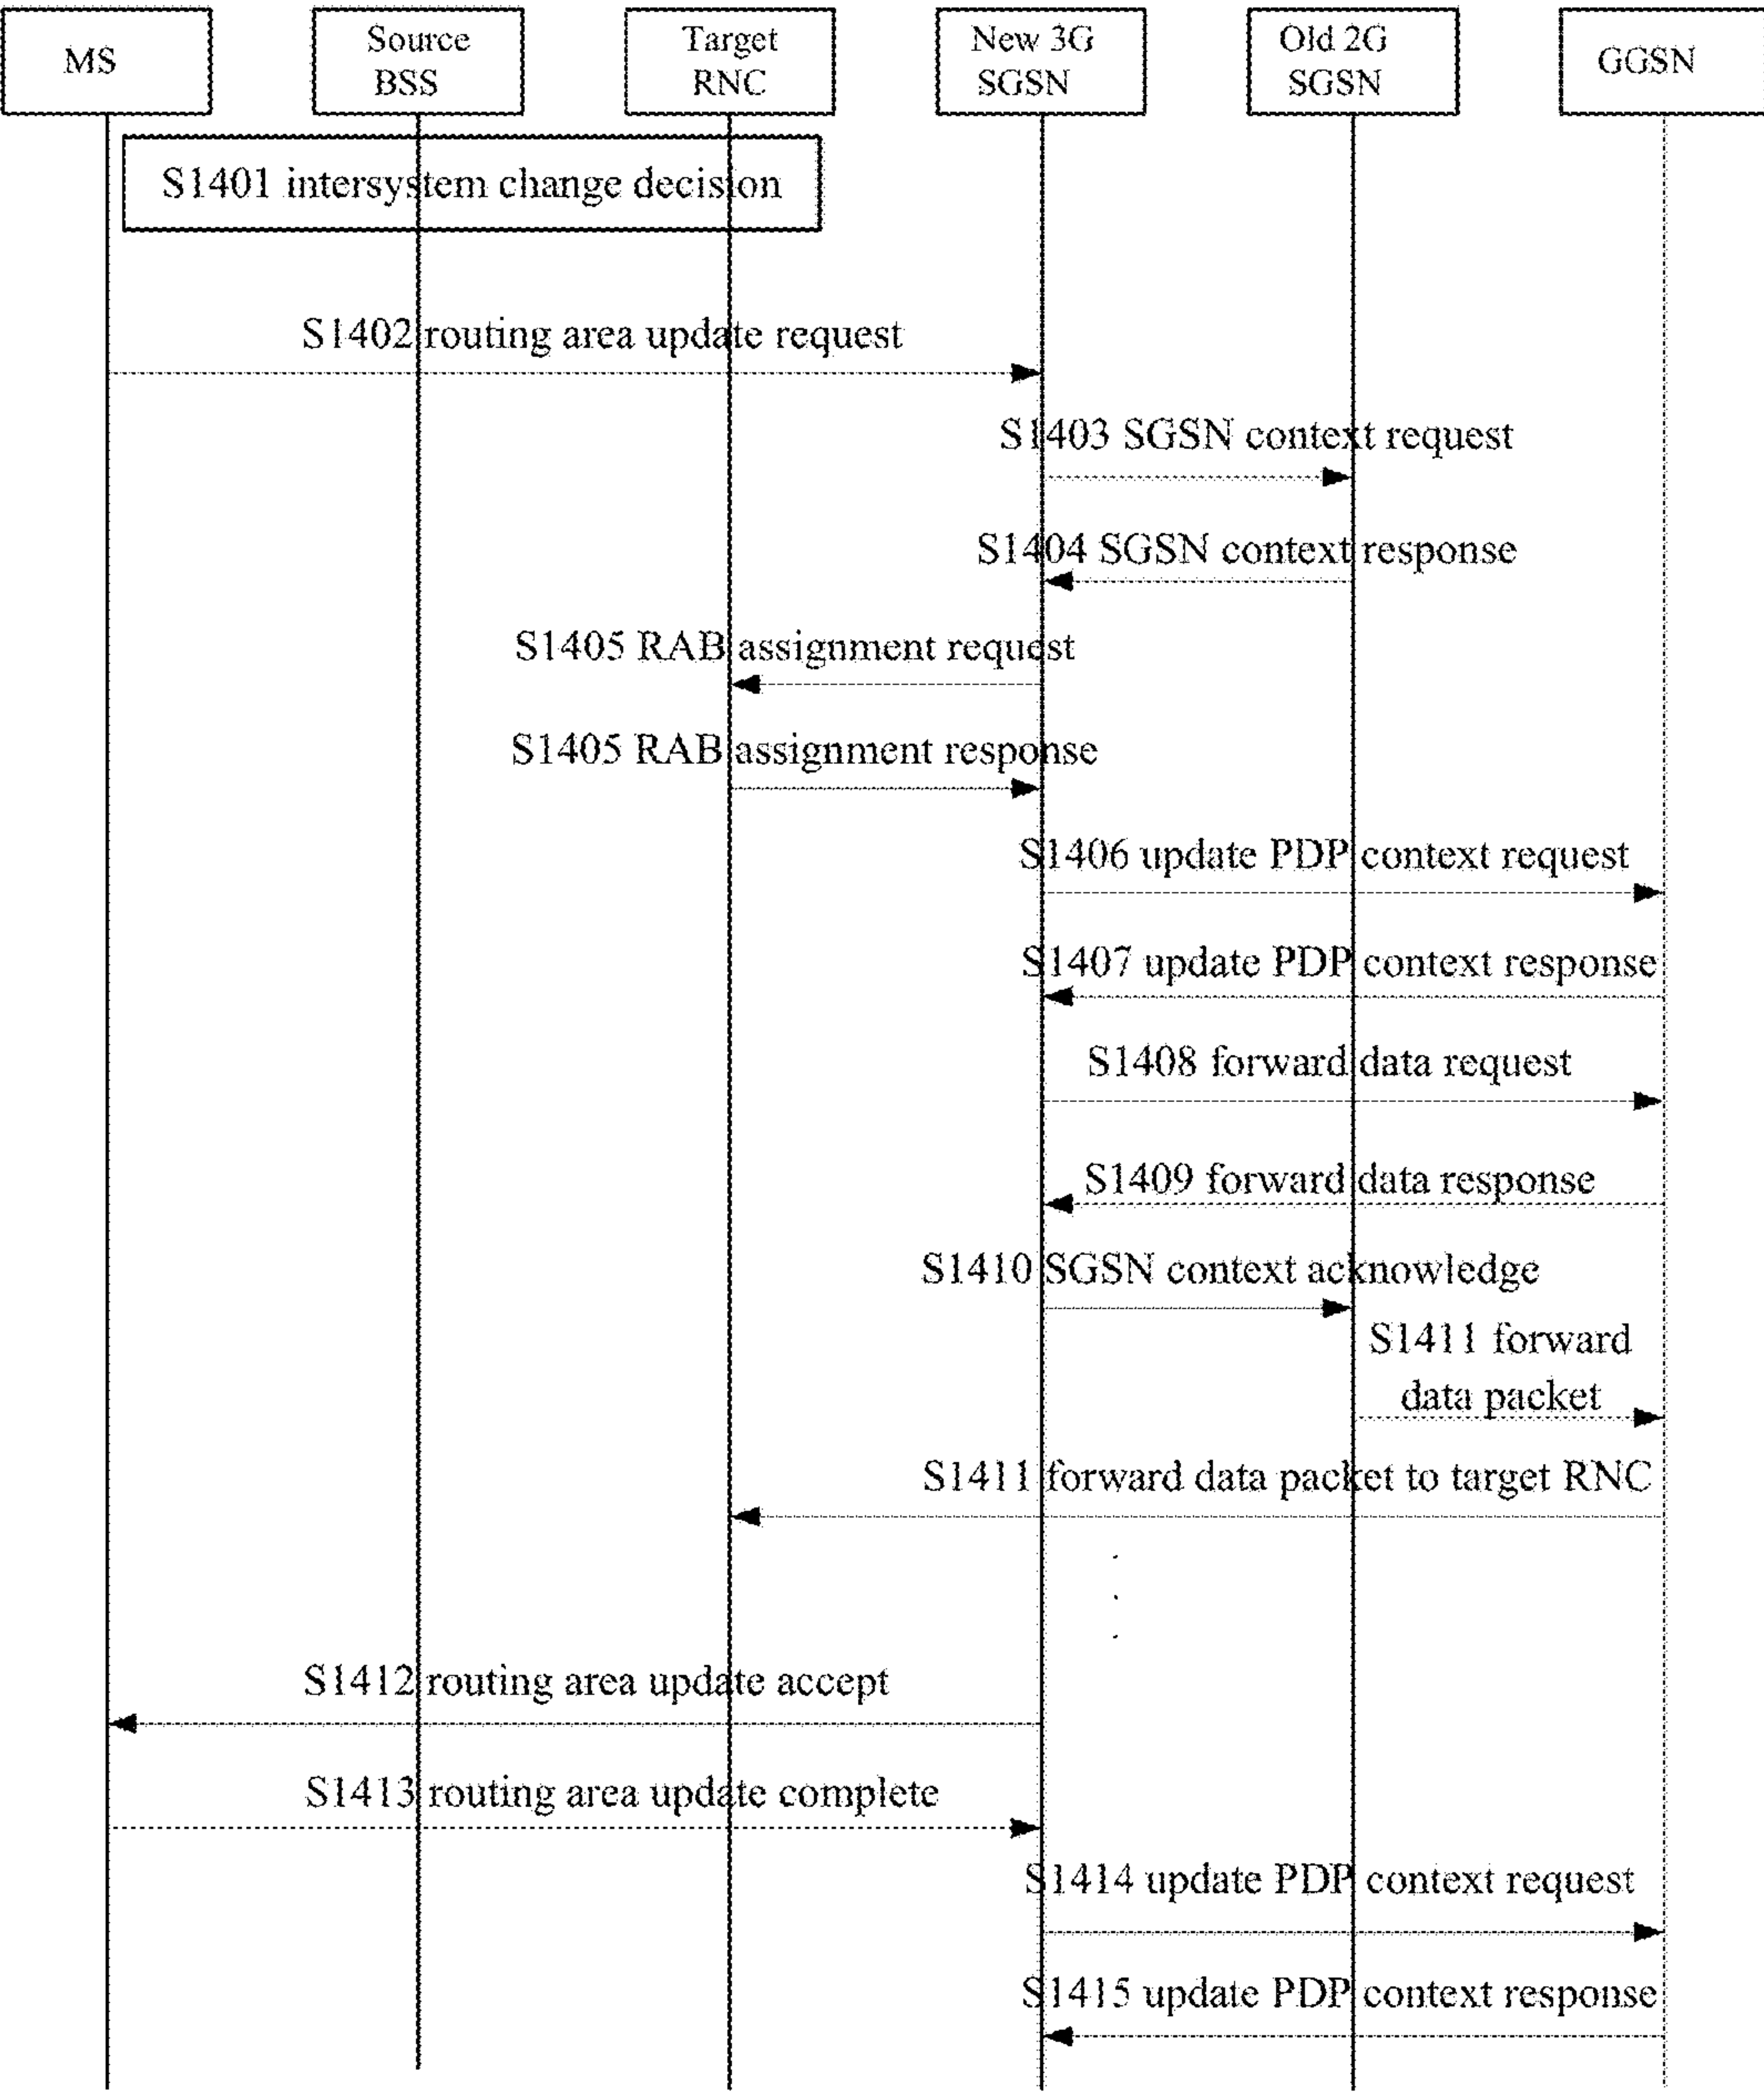 MS
Source
BSS
Target
RNC
New 3G
SGSN
Old 2G
SGSN
GGSN
S1401 intersystem change decision
S1402 routing area update request
S1403 SGSN context request
S1404 SGSN context response
S1405 RAB assignment request
S1405 RAB assignment response
S1406 update PDP context request
S1407 update PDP context response
S1408 forward data request
S1409 forward data response
S1410 SGSN context acknowledge
S1411 forward
data packet
S1411 forward data packet to target RNC
S1412 routing area update accept
S1413 routing area update complete
S1414 update PDP context request
S1415 update PDP context response